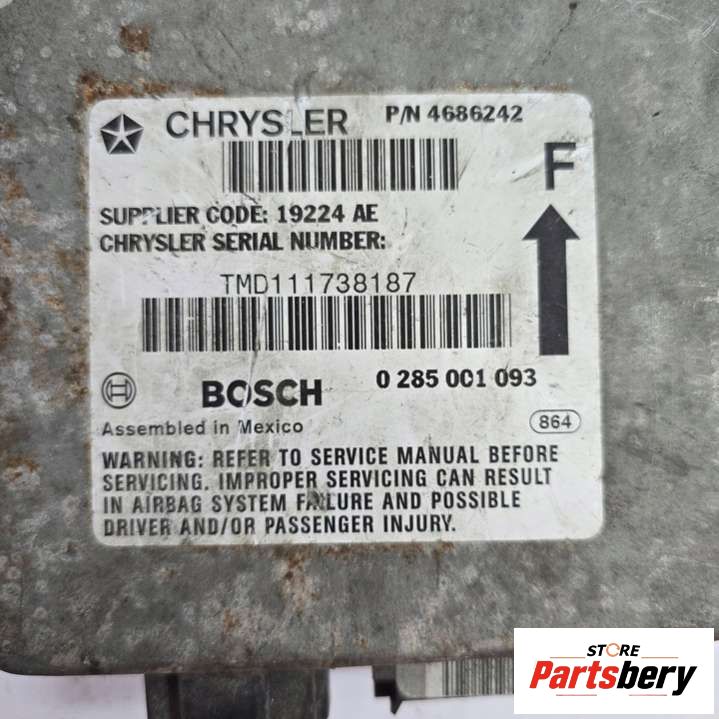 CHRYSLER P/N 4686242
F
SUPPLIER CODE: 19224 AE
CHRYSLER SERIAL NUMBER:
TMD111738187
BOSCH 0 285 001 093
Assembled in Mexico 864
WARNING: REFER TO SERVICE MANUAL BEFORE
SERVICING. IMPROPER SERVICING CAN RESULT
IN AIRBAG SYSTEM FAILURE AND POSSIBLE
DRIVER AND/OR PASSENGER INJURY.
STORE
Partsbery